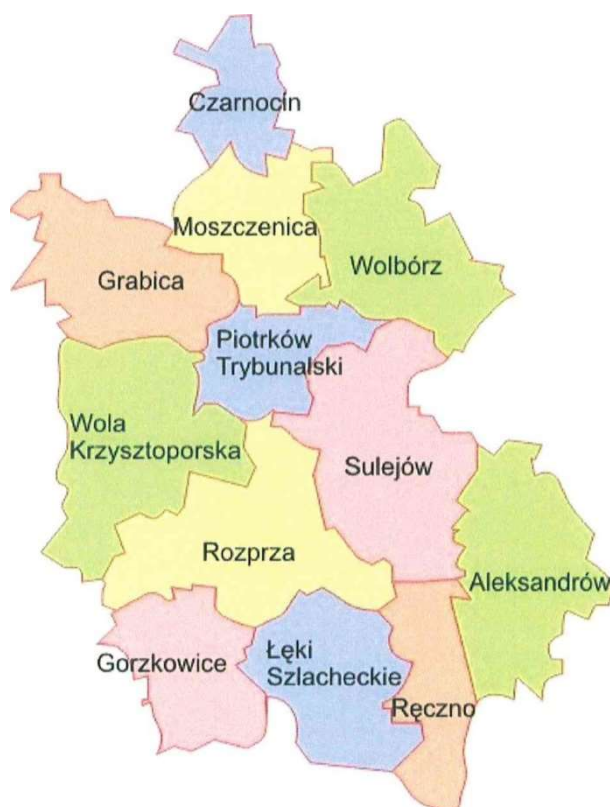 Czarnocin
Moszczenica
Wolbórz
Grabica
Piotrków
Trybunalski
Wola
Krzysztoporska
Sulejów
Rozprza
Aleksandrów
Gorzkowice
Łęki
Szlacheckie
Ręczno